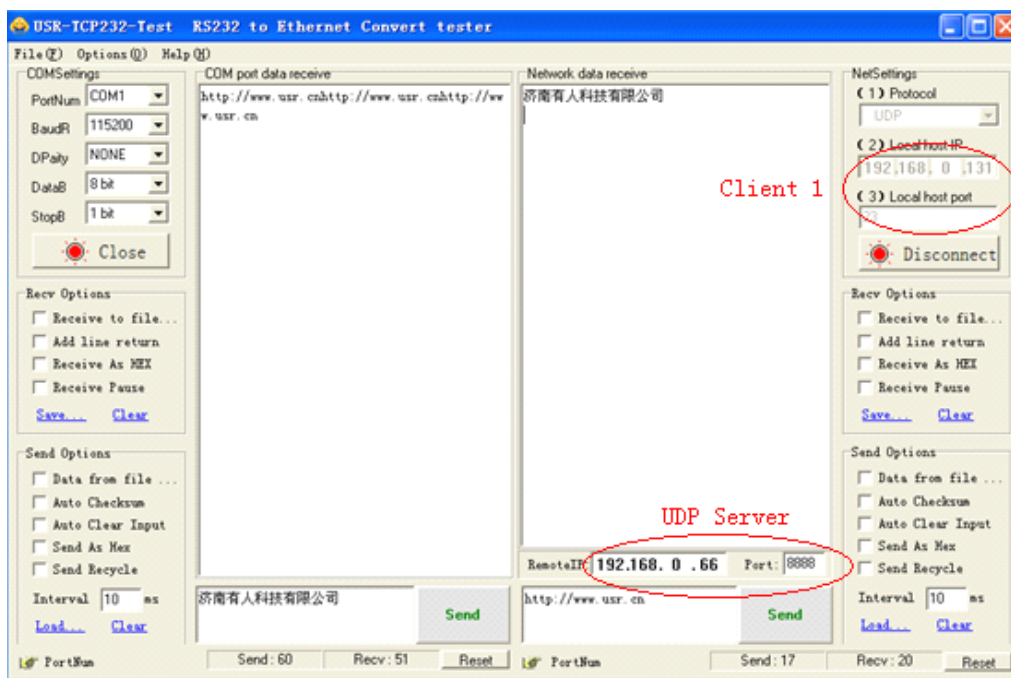 USR-TCP232-Test RS232 to Ethernet Convert tester
File(F) Options(O) Help(H)
COMSettings
PortNum COM1
BaudR 115200
DPaity NONE
DataB 8 bit
StopB 1 bit
Close
Recv Options
Receive to file...
Add line return
Receive As HEX
Receive Pause
Save... Clear
Send Options
Data from file ...
Auto Checksum
Auto Clear Input
Send As Hex
Send Recycle
Interval 10 ms
Load... Clear
COM port data receive
http://www.usr.cnhttp://www.usr.cnhttp://ww
w.usr.cn
济南有人科技有限公司
Send
Network data receive
济南有人科技有限公司
Client 1
UDP Server
RemoteIP: 192.168. 0 .66 Port: 8888
http://www.usr.cn
Send
NetSettings
(1) Protocol
UDP
(2) Local host IP
192.168. 0 .131
(3) Local host port
23
Disconnect
Recv Options
Receive to file...
Add line return
Receive As HEX
Receive Pause
Save... Clear
Send Options
Data from file ...
Auto Checksum
Auto Clear Input
Send As Hex
Send Recycle
Interval 10 ms
Load... Clear
PortNum Send:60 Recv:51 Reset
PortNum Send:17 Recv:20 Reset